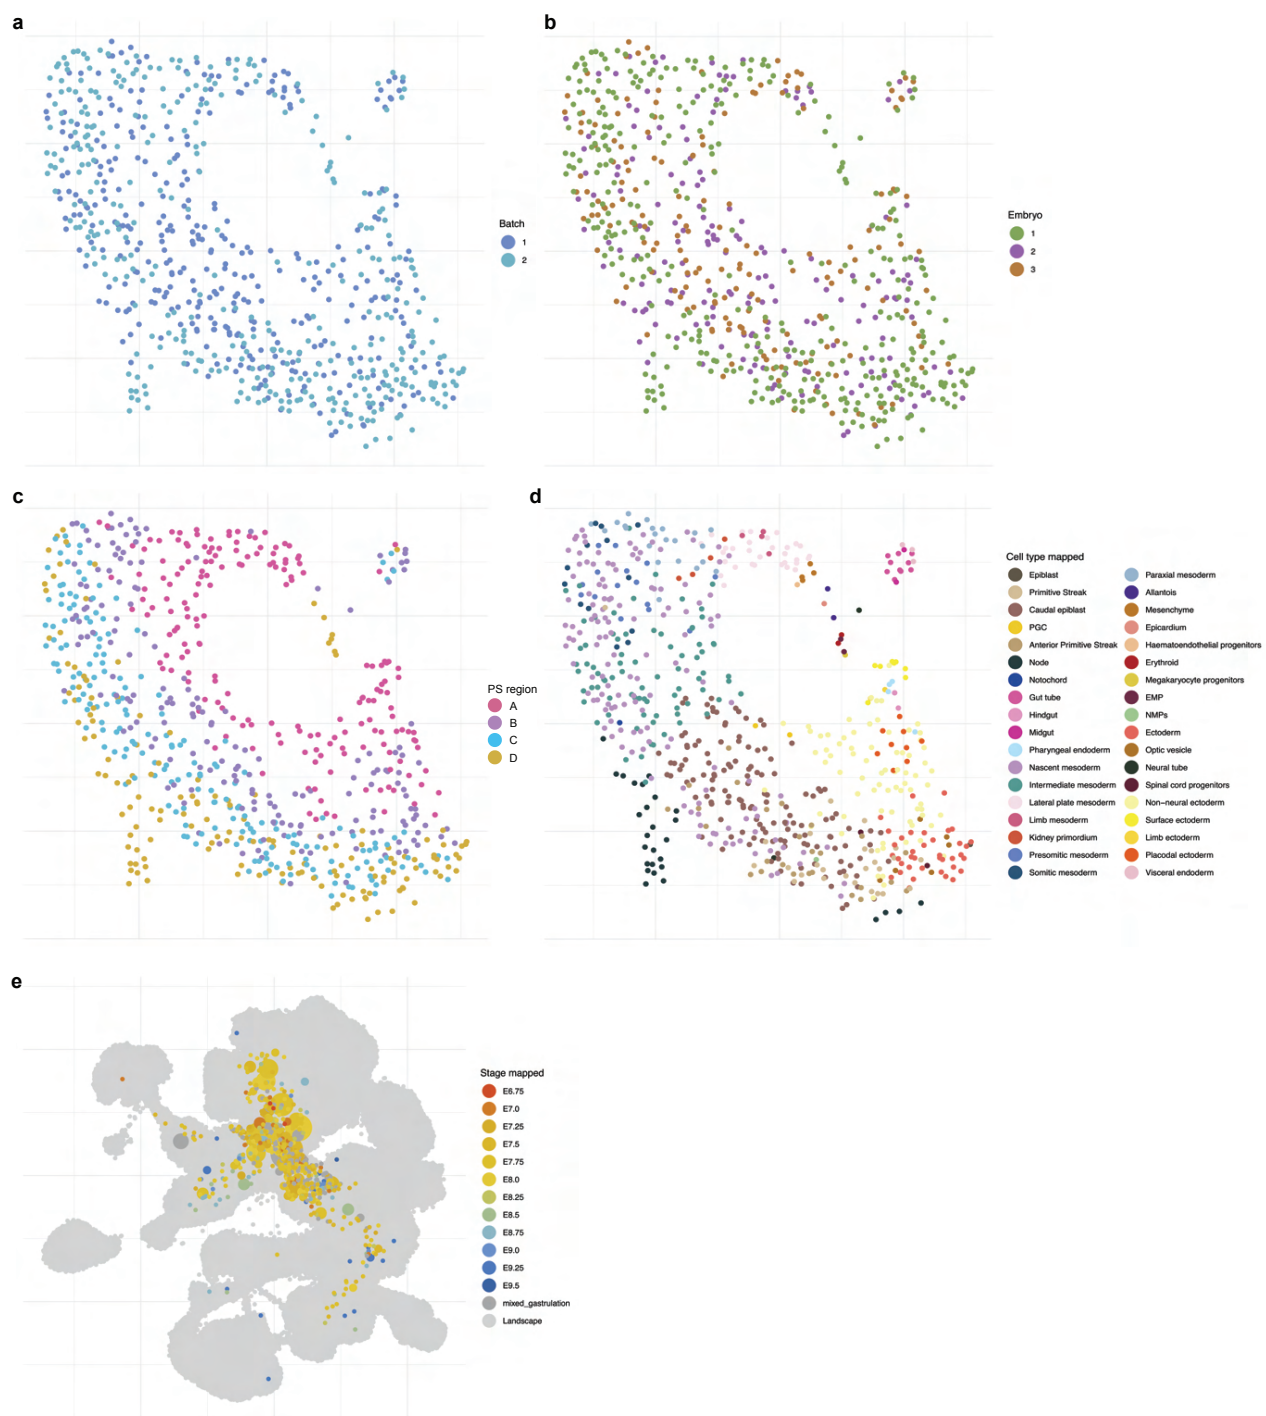 a
b
Batch
1
2
Embryo
1
2
3
c
d
PS region
A
B
C
D
Cell type mapped
Epiblast
Primitive Streak
Caudal epiblast
PGC
Anterior Primitive Streak
Node
Notochord
Gut tube
Hindgut
Midgut
Pharyngeal endoderm
Nascent mesoderm
Intermediate mesoderm
Lateral plate mesoderm
Limb mesoderm
Kidney primordium
Presomitic mesoderm
Somitic mesoderm
Paraxial mesoderm
Allantois
Mesenchyme
Epicardium
Haematoendothelial progenitors
Erythroid
Megakaryocyte progenitors
EMP
NMPs
Ectoderm
Optic vesicle
Neural tube
Spinal cord progenitors
Non−neural ectoderm
Surface ectoderm
Limb ectoderm
Placodal ectoderm
Visceral endoderm
e
Stage mapped
E6.75
E7.0
E7.25
E7.5
E7.75
E8.0
E8.25
E8.5
E8.75
E9.0
E9.25
E9.5
mixed_gastrulation
Landscape